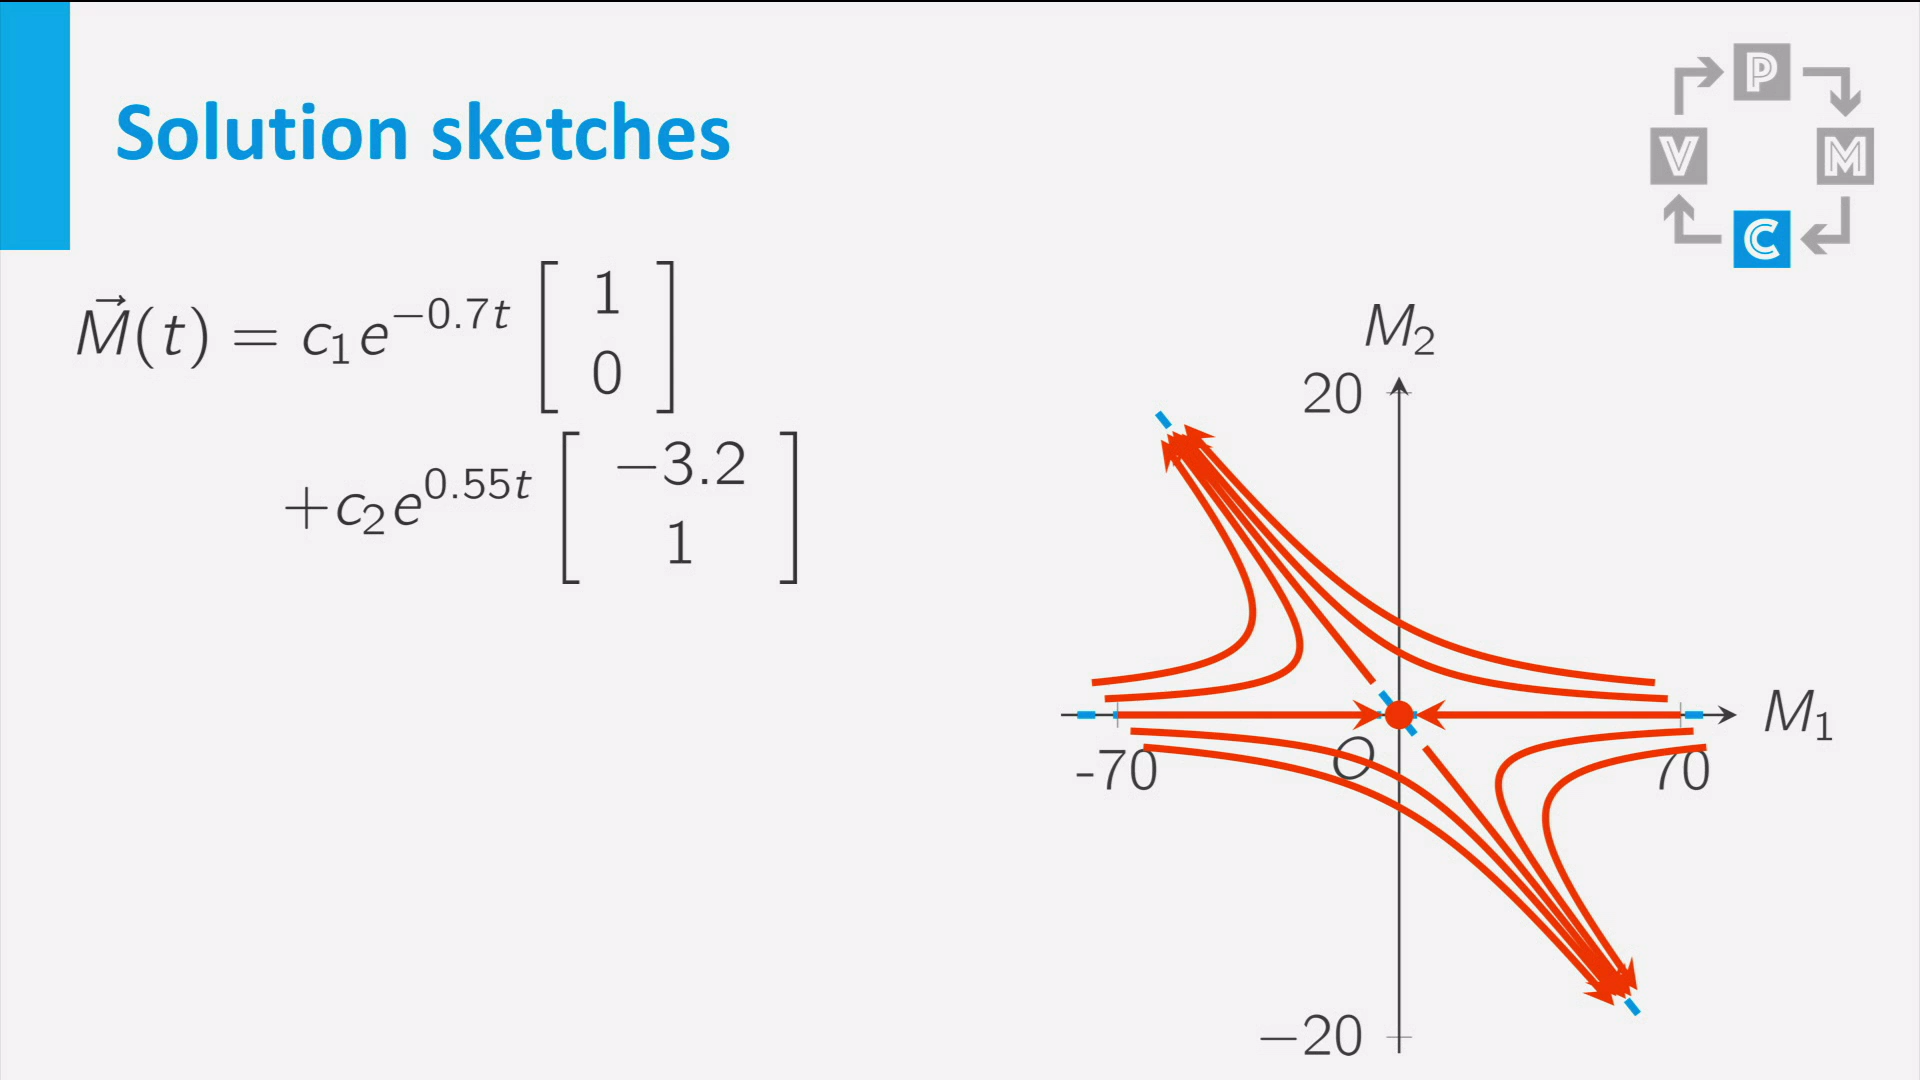 Solution sketches
P
V
M
C
M⃗(t) = c₁e^{−0.7t} [ 1
0 ]
+c₂e^{0.55t} [ −3.2
1 ]
M₂
20
M₁
O
-70
70
−20